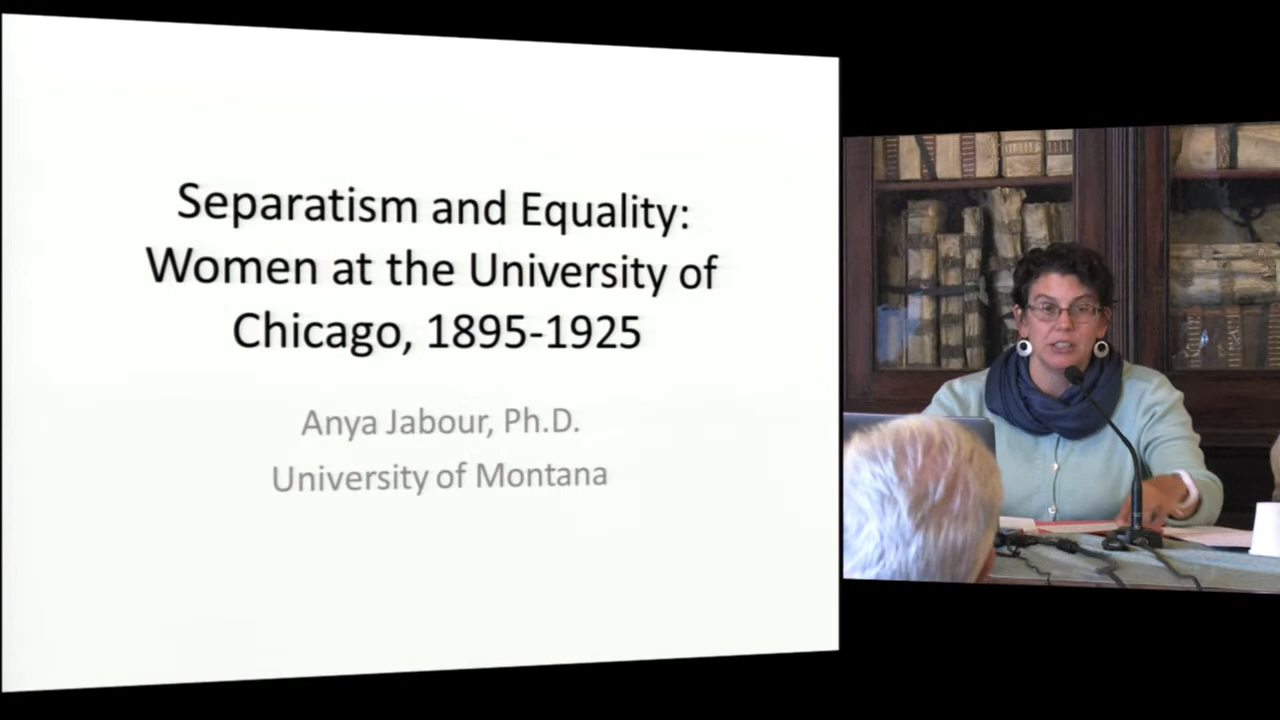 Separatism and Equality:
Women at the University of
Chicago, 1895-1925
Anya Jabour, Ph.D.
University of Montana